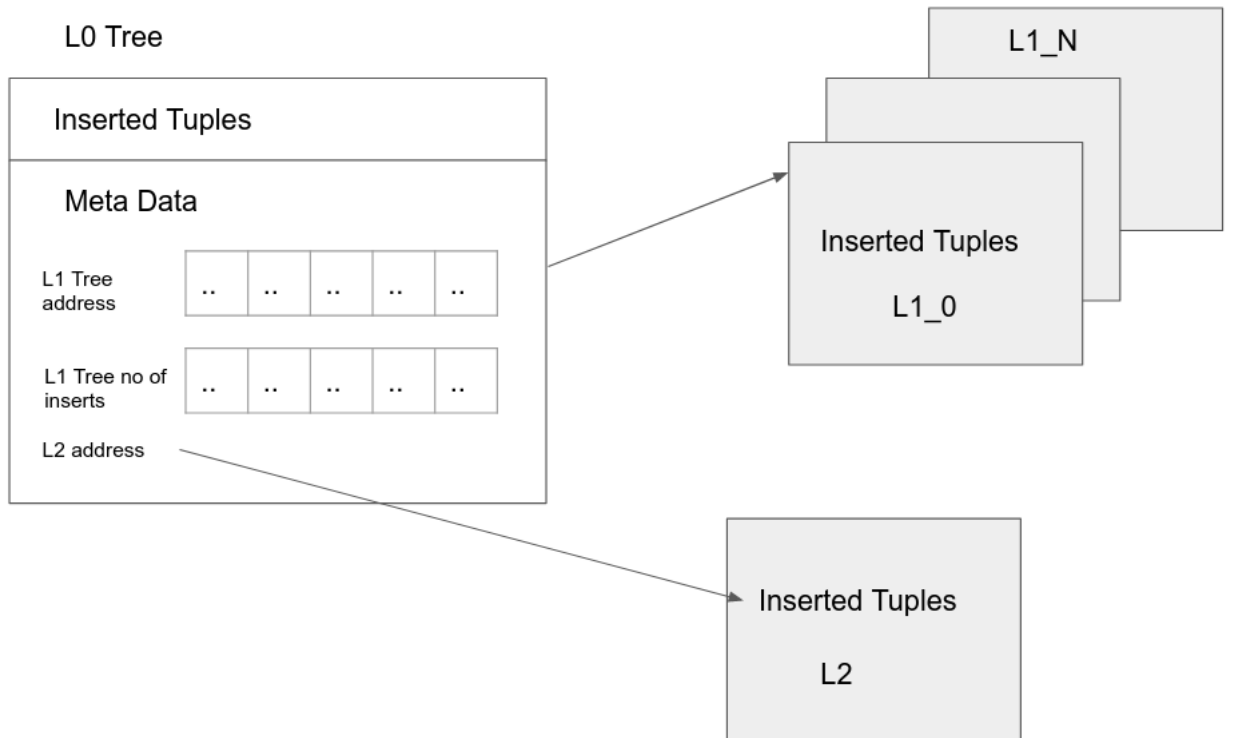 L0 Tree
Inserted Tuples
Meta Data
L1 Tree
address
.. .. .. .. ..
L1 Tree no of
inserts
.. .. .. .. ..
L2 address
L1_N
Inserted Tuples
L1_0
Inserted Tuples
L2